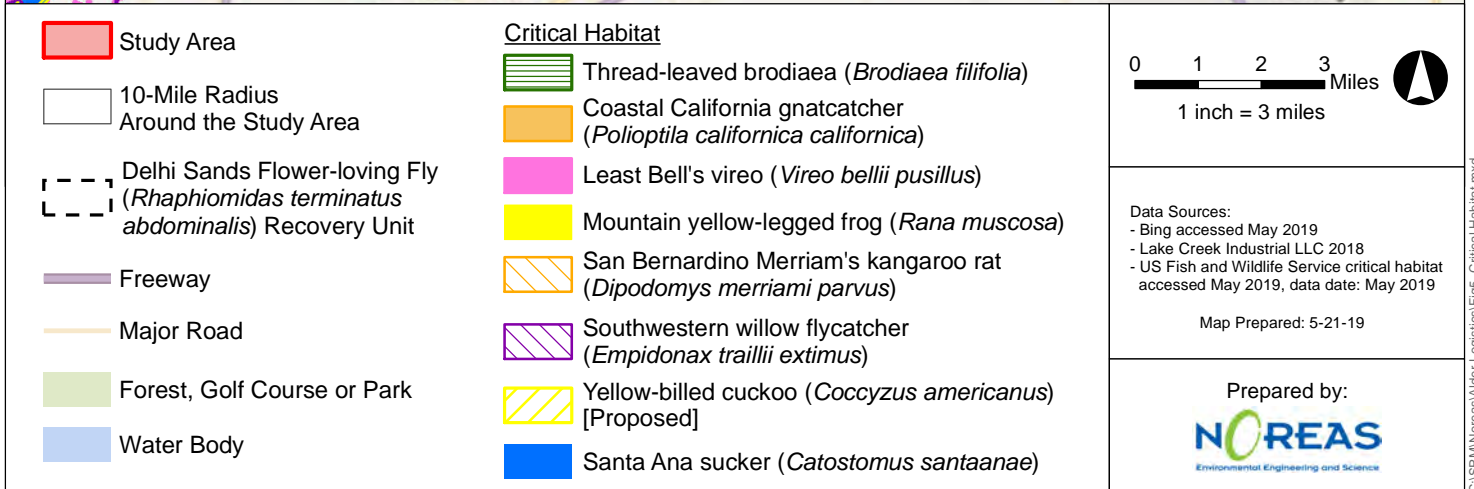 Study Area
10-Mile Radius
Around the Study Area
Delhi Sands Flower-loving Fly
(Rhaphiomidas terminatus
abdominalis) Recovery Unit
Freeway
Major Road
Forest, Golf Course or Park
Water Body
Critical Habitat
Thread-leaved brodiaea (Brodiaea filifolia)
Coastal California gnatcatcher
(Polioptila californica californica)
Least Bell's vireo (Vireo bellii pusillus)
Mountain yellow-legged frog (Rana muscosa)
San Bernardino Merriam's kangaroo rat
(Dipodomys merriami parvus)
Southwestern willow flycatcher
(Empidonax traillii extimus)
Yellow-billed cuckoo (Coccyzus americanus)
[Proposed]
Santa Ana sucker (Catostomus santaanae)
0 1 2 3
Miles
1 inch = 3 miles
Data Sources:
- Bing accessed May 2019
- Lake Creek Industrial LLC 2018
- US Fish and Wildlife Service critical habitat
accessed May 2019, data date: May 2019
Map Prepared: 5-21-19
Prepared by:
NOREAS
Environmental Engineering and Science